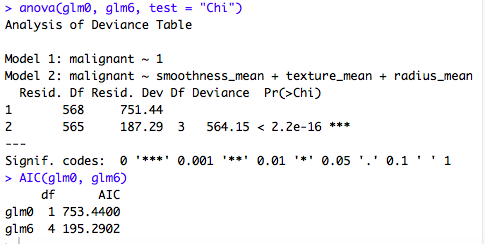 > anova(glm0, glm6, test = "Chi")
Analysis of Deviance Table

Model 1: malignant ~ 1
Model 2: malignant ~ smoothness_mean + texture_mean + radius_mean
  Resid. Df Resid. Dev Df Deviance  Pr(>Chi)
1       568     751.44
2       565     187.29  3   564.15 < 2.2e-16 ***
---
Signif. codes:  0 '***' 0.001 '**' 0.01 '*' 0.05 '.' 0.1 ' ' 1
> AIC(glm0, glm6)
     df      AIC
glm0  1 753.4400
glm6  4 195.2902